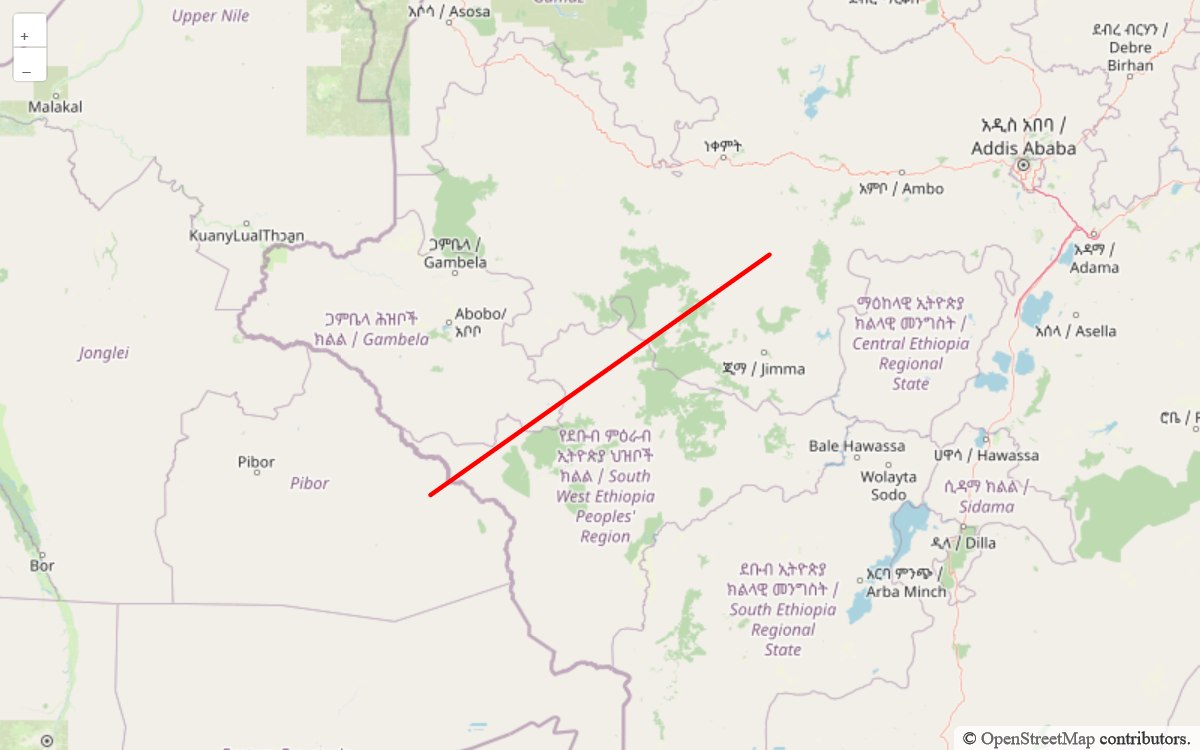 Upper Nile
አሶሳ / Asosa
ደብረ ብርሃን /
Debre
Birhan
+
–
Malakal
አዲስ አበባ /
Addis Ababa
ነቀምት
አምቦ / Ambo
KuanyLualThoan
ጋምቤላ /
Gambela
አዳማ /
Adama
ጋምቤላ ሕዝቦች
ክልል / Gambela
Abobo/
አቦቦ
ማዕከላዊ ኢትዮጵያ
ክልላዊ መንግስት /
Central Ethiopia
Regional
State
አሰላ / Asella
Jonglei
ጂማ / Jimma
የደቡብ ምዕራብ
ኢትዮጵያ ህዝቦች
ክልል / South
West Ethiopia
Peoples'
Region
Bale Hawassa
ሀዋሳ / Hawassa
Wolayta
Sodo
ሲዳማ ክልል /
Sidama
ሮቤ /
Pibor
Pibor
Bor
ዲላ / Dilla
ደቡብ ኢትዮጵያ
ክልላዊ መንግስት /
South Ethiopia
Regional
State
አርባ ምንጭ /
Arba Minch
© OpenStreetMap contributors.